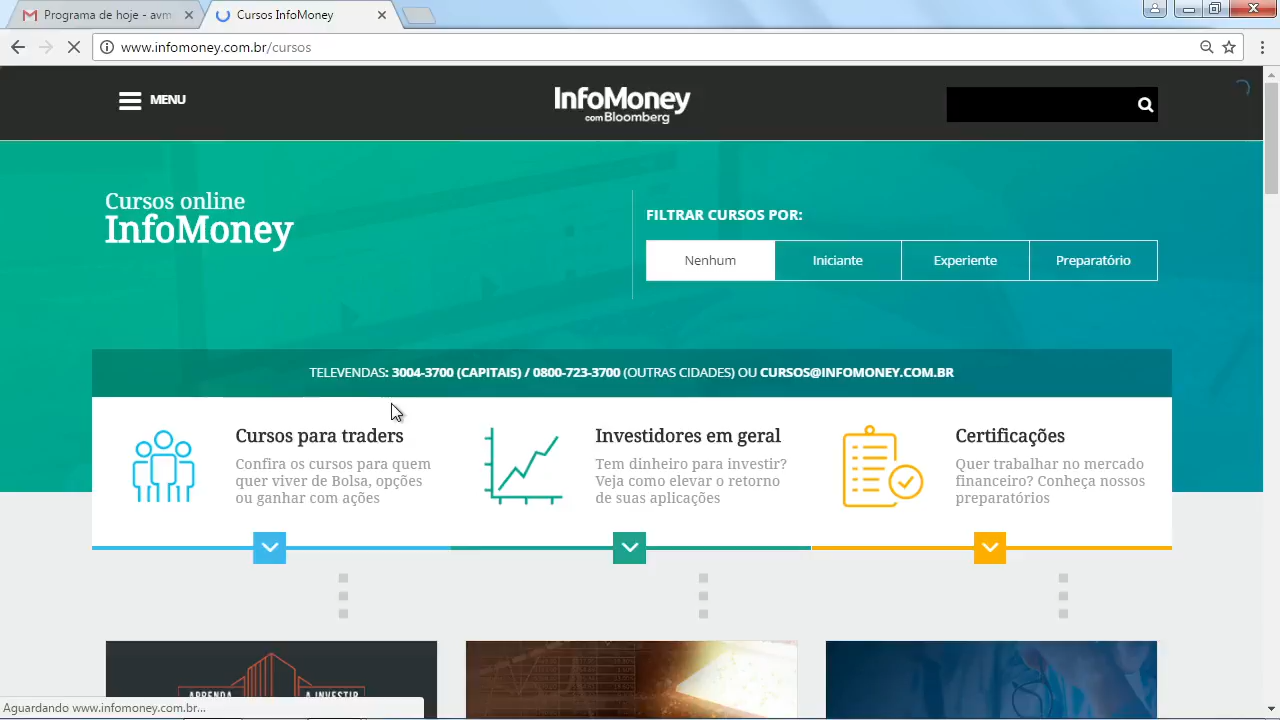 Programa de hoje - avm
Cursos InfoMoney
www.infomoney.com.br/cursos
MENU
InfoMoney
com Bloomberg
Cursos online
InfoMoney
FILTRAR CURSOS POR:
Nenhum
Iniciante
Experiente
Preparatório
TELEVENDAS: 3004-3700 (CAPITAIS) / 0800-723-3700 (OUTRAS CIDADES) OU CURSOS@INFOMONEY.COM.BR
Cursos para traders
Confira os cursos para quem
quer viver de Bolsa, opções
ou ganhar com ações
Investidores em geral
Tem dinheiro para investir?
Veja como elevar o retorno
de suas aplicações
Certificações
Quer trabalhar no mercado
financeiro? Conheça nossos
preparatórios
APRENDA
A INVESTIR
Aguardando www.infomoney.com.br...